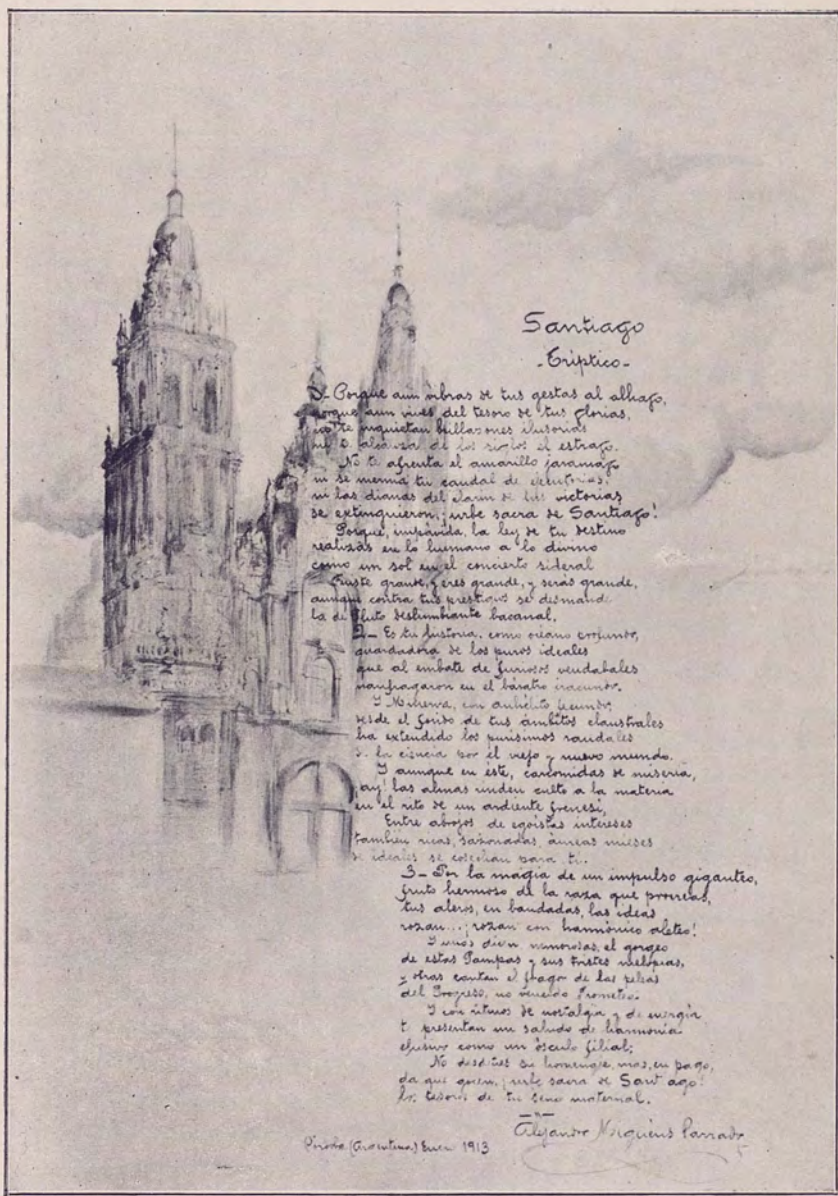 Santiago
-Tríptico-
Porque aún vibras de tus gestas al alhago,
porque aun vives del tesoro de tus glorias,
no te inquietan brillazones ilusorias
ni te alcanza de los siglos el estrago.
No te afrenta el amarillo jaramago
ni se merma tu caudal de ejecutorias,
ni las dianas del clarín de tus victorias
se extinguieron, ¡urbe sacra de Santiago!
Porque, impávida, la ley de tu destino
realizas en lo humano a lo divino
como un sol en el concierto sideral
Fuiste grande, y eres grande, y serás grande,
aunque contra tus prestigios se desmande
la de Pluto deslumbrante bacanal.
2- Es tu historia, como océano profundo,
guardadora de los puros ideales
que al embate de furiosos vendabales
naufragaron en el báratro iracundo.
Y Minerva, con anhelito fecundo,
desde el fondo de tus ámbitos claustrales
ha extendido los purísimos raudales
de la ciencia por el viejo y nuevo mundo.
Y aunque en este, carcomidas de miseria,
¡ay! las almas rinden culto a la materia
en el rito de un ardiente frenesí,
Entre abrojos de egoistas intereses
también ricas, sazonadas, áureas mieses
de ideales se cosechan para ti.
3- Por la magia de un impulso giganteo,
fruto hermoso de la raza que procreas,
tus aleros, en bandadas, las ideas
rozan... ¡rozan con harmónico aleteo!
Y unas dicen, rumorosas, el gorgeo
de estas Pampas y sus tristes melopeas,
y otras cantan el fragor de las peleas
del Progreso, no vencido Prometeo.
Y con ritmos de nostalgia y de energía
te presentan un saludo de harmonía
efusivo como un ósculo filial;
No desdeñes su homenaje, mas, en pago,
da que gocen, ¡urbe sacra de Santiago!
los tesoros de tu seno maternal.
Alejandro Miguens Parrado
Córdoba (Argentina) Enero 1913